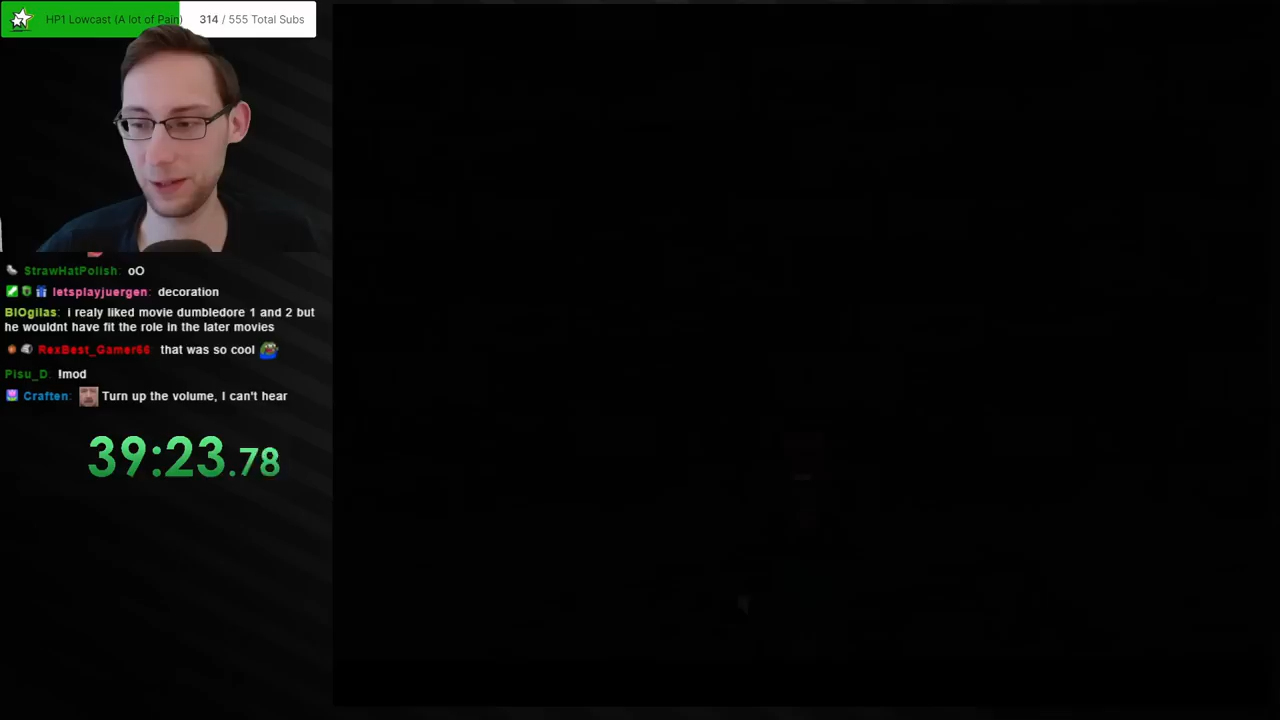 HP1 Lowcast (A lot of Pain) 314 / 555 Total Subs
StrawHatPolish: oO
letsplayjuergen: decoration
BIOgilas: i realy liked movie dumbledore 1 and 2 but
he wouldnt have fit the role in the later movies
RexBest_Gamer66 that was so cool
Pisu_D: !mod
Craften: Turn up the volume, I can't hear
39:23.78